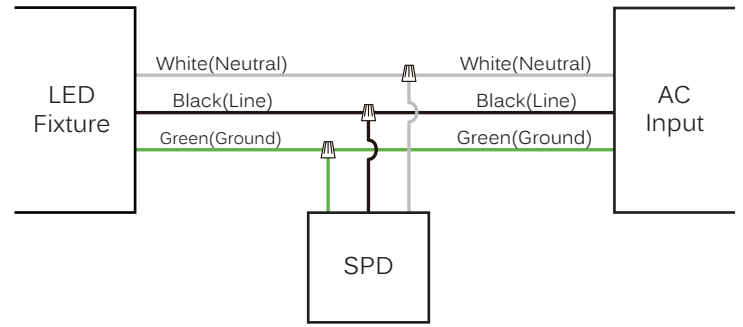 White(Neutral) White(Neutral)
LED
Fixture
Black(Line) Black(Line)
AC
Input
Green(Ground) Green(Ground)
SPD